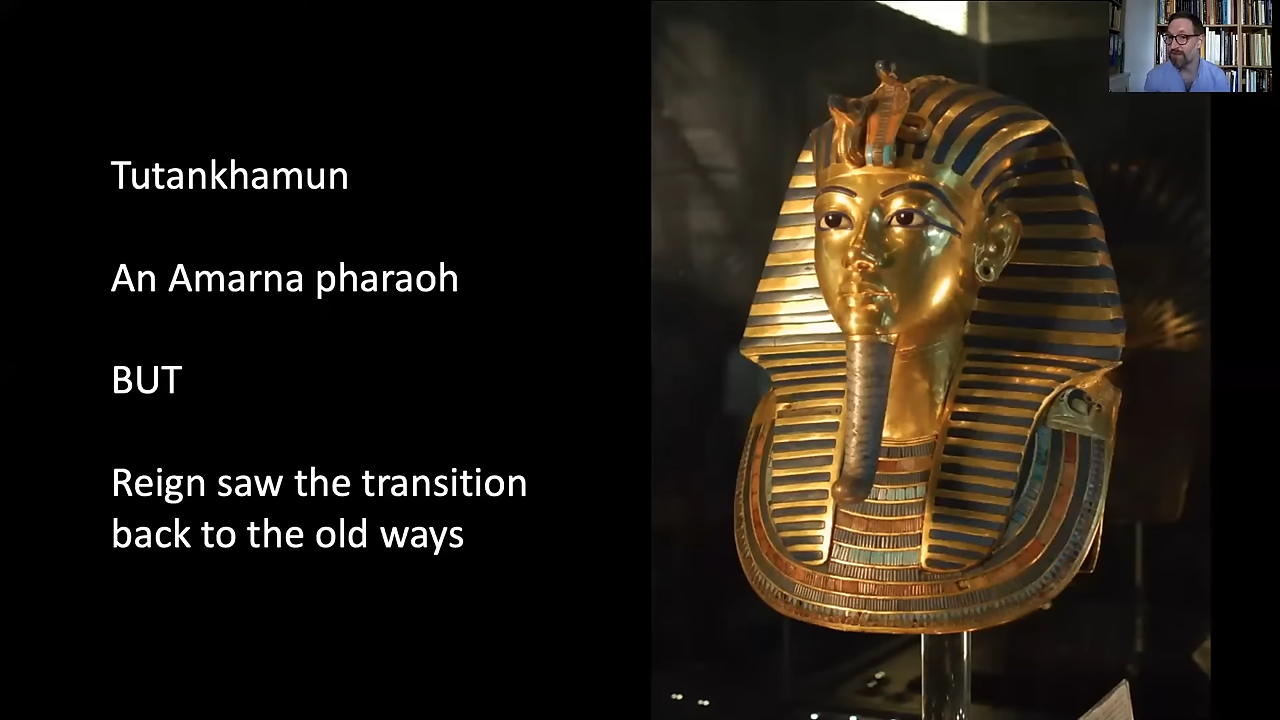 Tutankhamun
An Amarna pharaoh
BUT
Reign saw the transition
back to the old ways